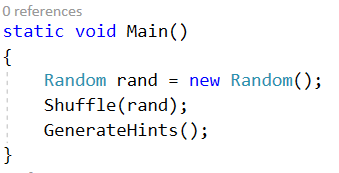 0 references
static void Main()
{
    Random rand = new Random();
    Shuffle(rand);
    GenerateHints();
}